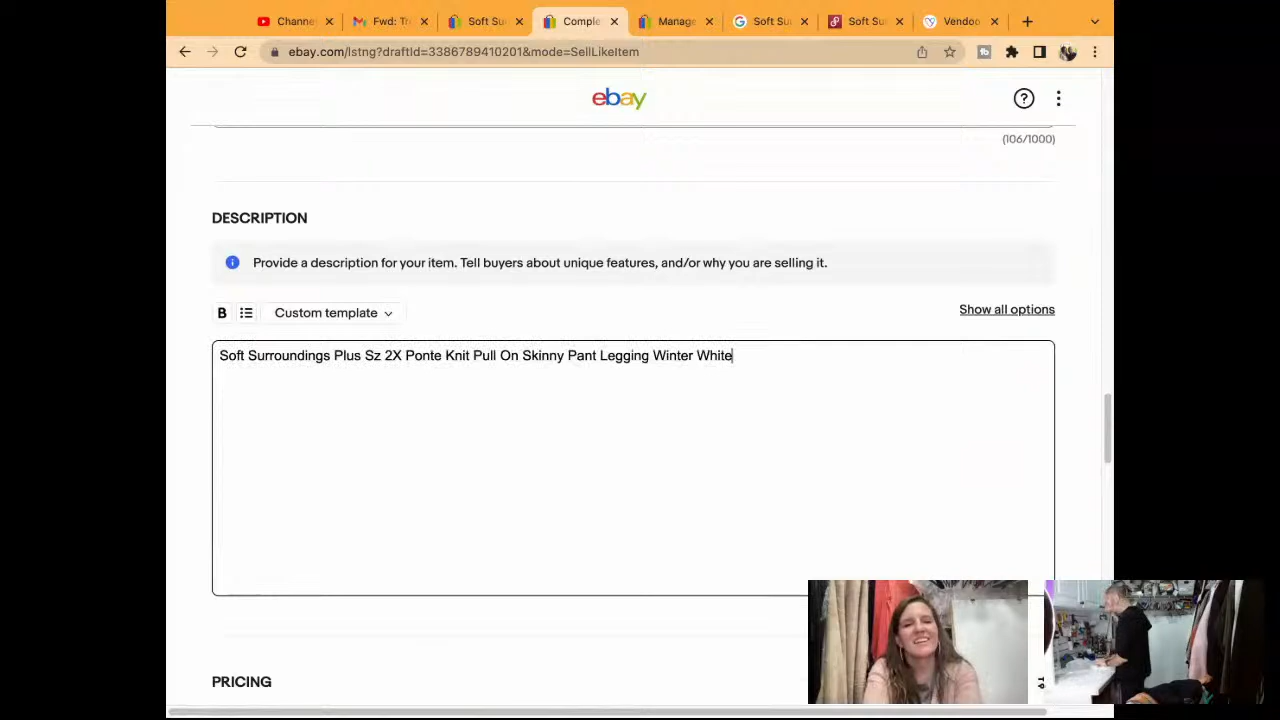 Channe
Fwd: Tr
Soft Su
Comple
Manage
Soft Su
Soft Su
Vendoo
ebay.com/lstng?draftId=3386789410201&mode=SellLikeItem
ebay
(106/1000)
DESCRIPTION
Provide a description for your item. Tell buyers about unique features, and/or why you are selling it.
B
Custom template
Show all options
Soft Surroundings Plus Sz 2X Ponte Knit Pull On Skinny Pant Legging Winter White
PRICING